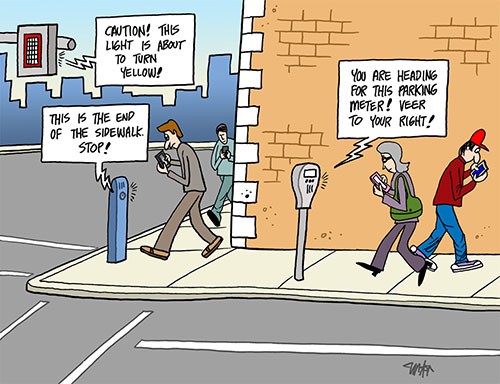 CAUTION! THIS
LIGHT IS ABOUT
TO TURN
YELLOW!
THIS IS THE END
OF THE SIDEWALK.
STOP!
YOU ARE HEADING
FOR THIS PARKING
METER! VEER
TO YOUR RIGHT!